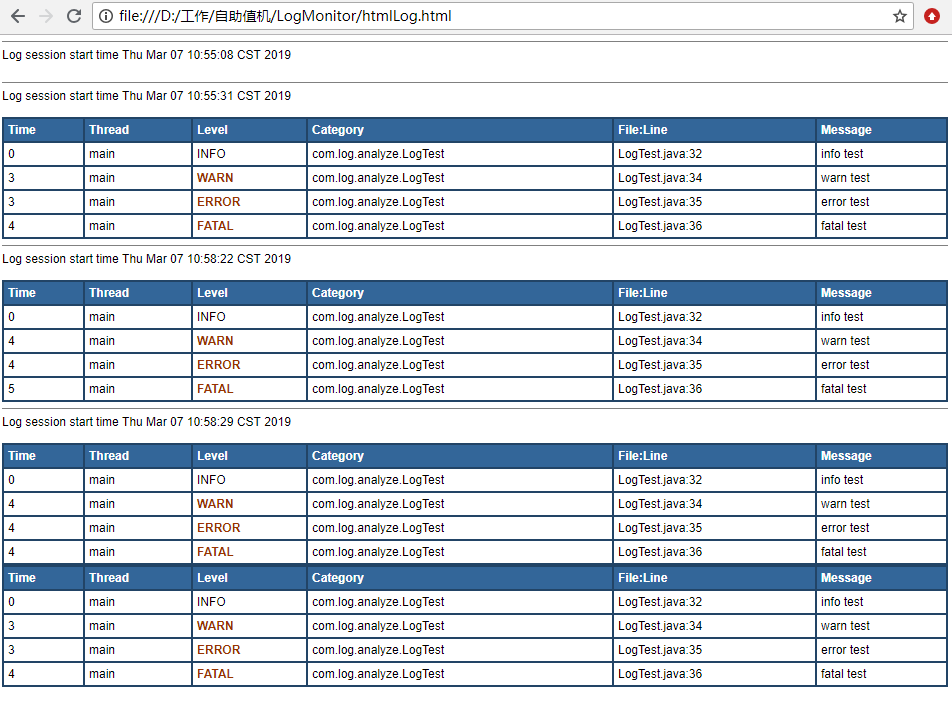 file:///D:/工作/自助值机/LogMonitor/htmlLog.html
Log session start time Thu Mar 07 10:55:08 CST 2019
Log session start time Thu Mar 07 10:55:31 CST 2019
Time Thread Level Category File:Line Message
0 main INFO com.log.analyze.LogTest LogTest.java:32 info test
3 main WARN com.log.analyze.LogTest LogTest.java:34 warn test
3 main ERROR com.log.analyze.LogTest LogTest.java:35 error test
4 main FATAL com.log.analyze.LogTest LogTest.java:36 fatal test
Log session start time Thu Mar 07 10:58:22 CST 2019
Time Thread Level Category File:Line Message
0 main INFO com.log.analyze.LogTest LogTest.java:32 info test
4 main WARN com.log.analyze.LogTest LogTest.java:34 warn test
4 main ERROR com.log.analyze.LogTest LogTest.java:35 error test
5 main FATAL com.log.analyze.LogTest LogTest.java:36 fatal test
Log session start time Thu Mar 07 10:58:29 CST 2019
Time Thread Level Category File:Line Message
0 main INFO com.log.analyze.LogTest LogTest.java:32 info test
4 main WARN com.log.analyze.LogTest LogTest.java:34 warn test
4 main ERROR com.log.analyze.LogTest LogTest.java:35 error test
4 main FATAL com.log.analyze.LogTest LogTest.java:36 fatal test
Time Thread Level Category File:Line Message
0 main INFO com.log.analyze.LogTest LogTest.java:32 info test
3 main WARN com.log.analyze.LogTest LogTest.java:34 warn test
3 main ERROR com.log.analyze.LogTest LogTest.java:35 error test
4 main FATAL com.log.analyze.LogTest LogTest.java:36 fatal test